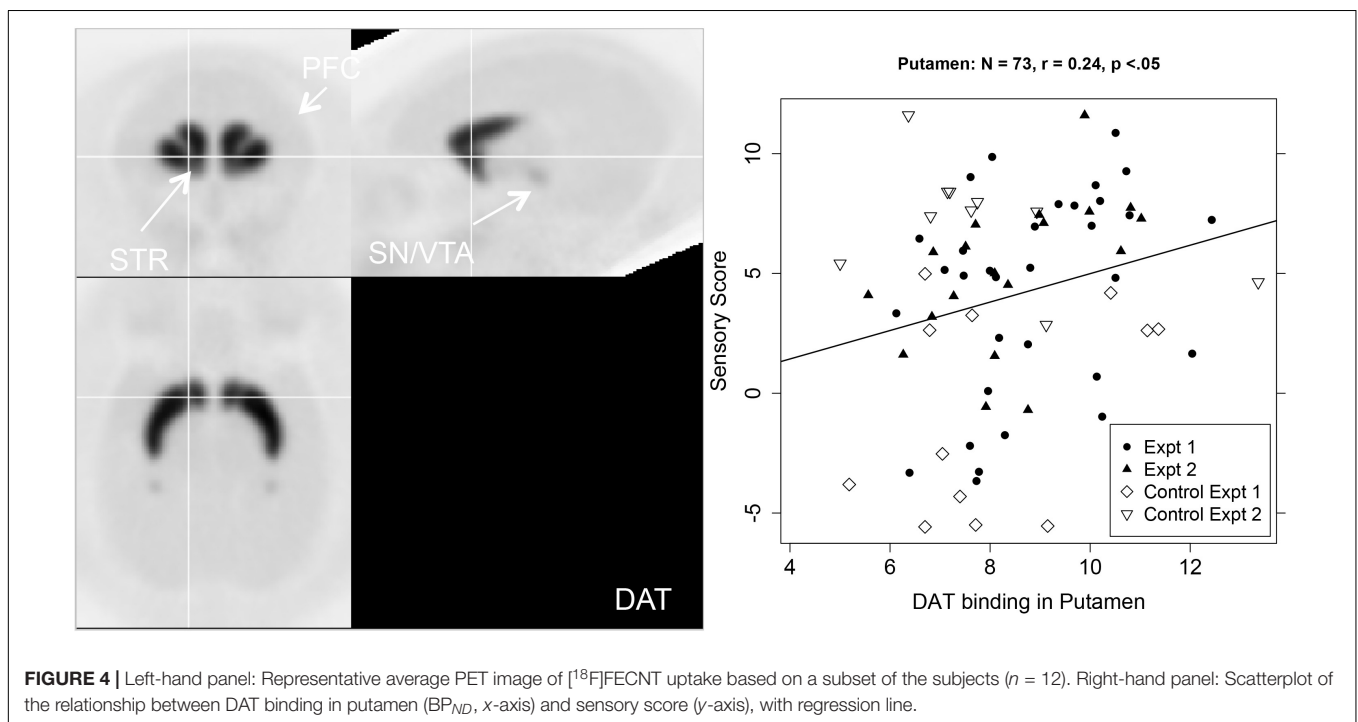 PFC
STR
SN/VTA
DAT
Putamen: N = 73, r = 0.24, p <.05
Sensory Score
10
5
0
-5
Expt 1
Expt 2
Control Expt 1
Control Expt 2
4 6 8 10 12
DAT binding in Putamen
FIGURE 4 | Left-hand panel: Representative average PET image of [¹⁸F]FECNT uptake based on a subset of the subjects (n = 12). Right-hand panel: Scatterplot of
the relationship between DAT binding in putamen (BP_ND, x-axis) and sensory score (y-axis), with regression line.